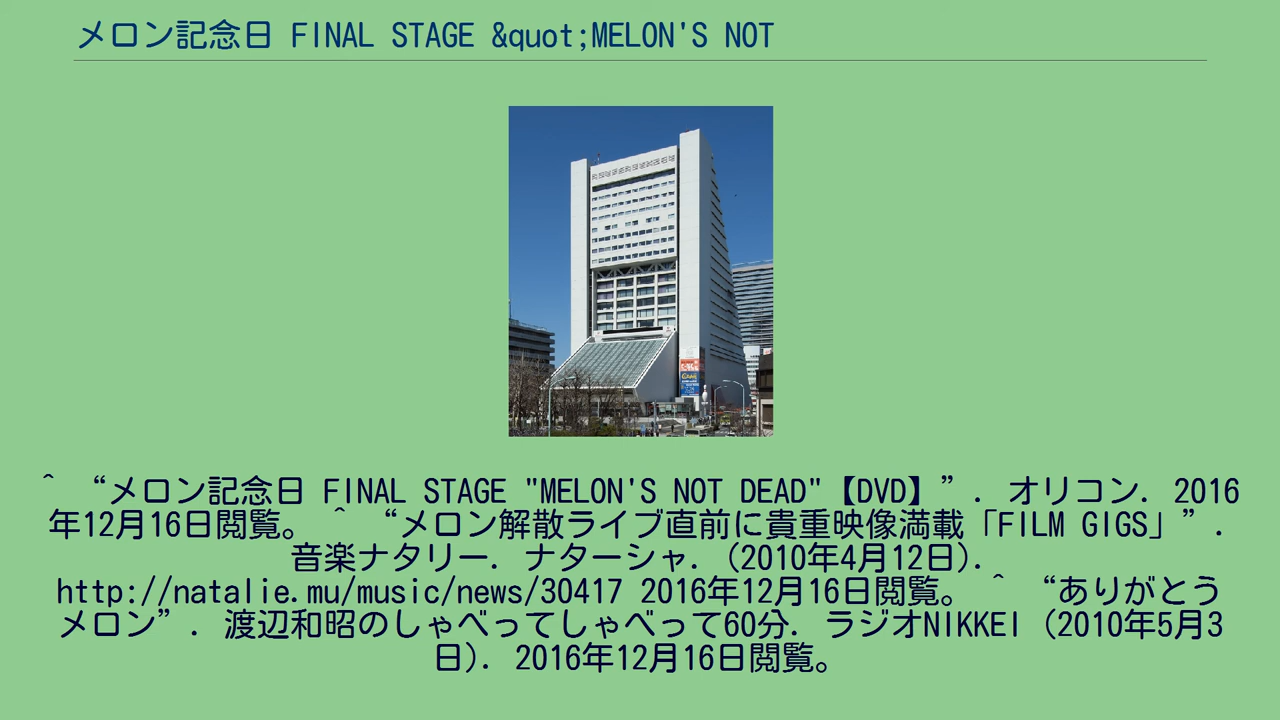 メロン記念日 FINAL STAGE &quot;MELON'S NOT
^ “メロン記念日 FINAL STAGE "MELON'S NOT DEAD"【DVD】”. オリコン. 2016
年12月16日閲覧。 ^ “メロン解散ライブ直前に貴重映像満載「FILM GIGS」”.
音楽ナタリー. ナターシャ. (2010年4月12日).
http://natalie.mu/music/news/30417 2016年12月16日閲覧。 ^ “ありがとう
メロン”. 渡辺和昭のしゃべってしゃべって60分. ラジオNIKKEI (2010年5月3
日). 2016年12月16日閲覧。